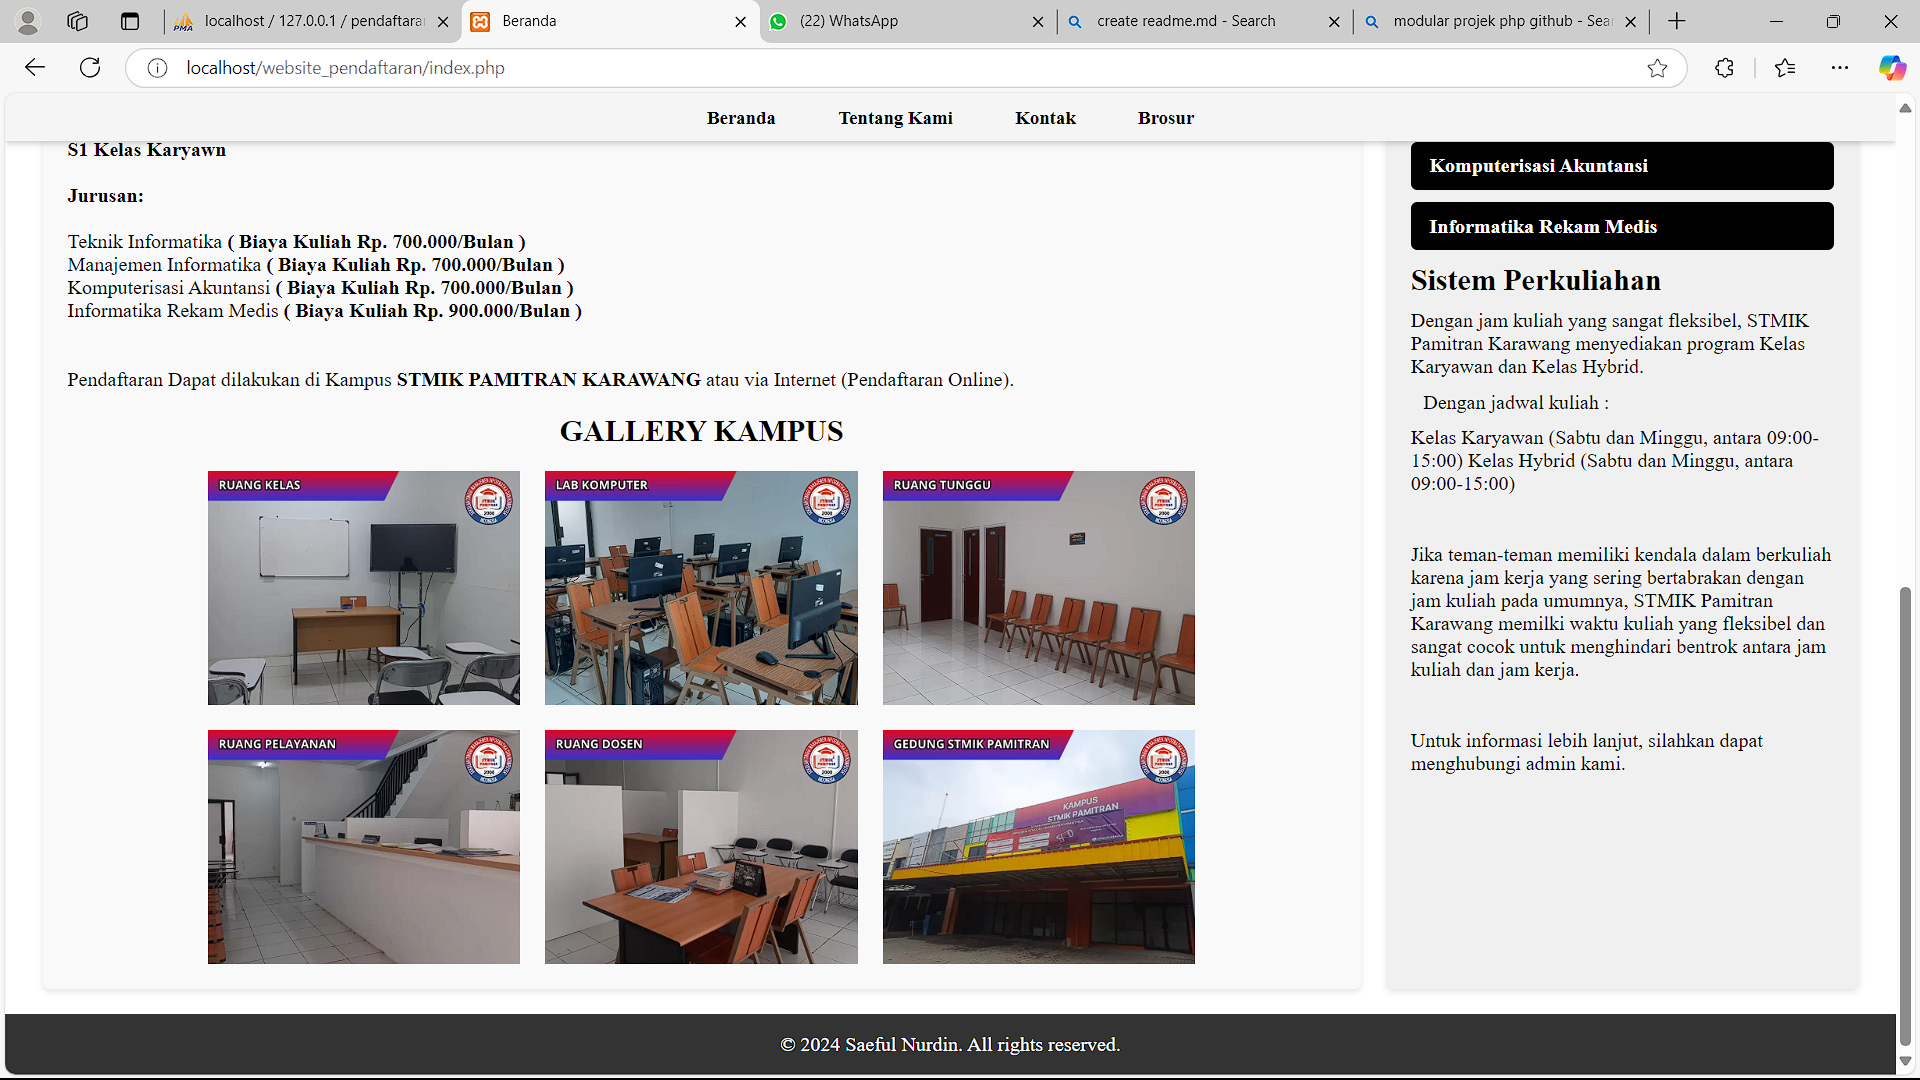 localhost / 127.0.0.1 / pendaftaran
Beranda
(22) WhatsApp
create readme.md - Search
modular projek php github - Sea
localhost/website_pendaftaran/index.php
Beranda
Tentang Kami
Kontak
Brosur
S1 Kelas Karyawn
Jurusan:
Teknik Informatika ( Biaya Kuliah Rp. 700.000/Bulan )
Manajemen Informatika ( Biaya Kuliah Rp. 700.000/Bulan )
Komputerisasi Akuntansi ( Biaya Kuliah Rp. 700.000/Bulan )
Informatika Rekam Medis ( Biaya Kuliah Rp. 900.000/Bulan )
Pendaftaran Dapat dilakukan di Kampus STMIK PAMITRAN KARAWANG atau via Internet (Pendaftaran Online).
GALLERY KAMPUS
RUANG KELAS
LAB KOMPUTER
RUANG TUNGGU
RUANG PELAYANAN
RUANG DOSEN
GEDUNG STMIK PAMITRAN
KAMPUS
STMIK PAMITRAN
Komputerisasi Akuntansi
Informatika Rekam Medis
Sistem Perkuliahan
Dengan jam kuliah yang sangat fleksibel, STMIK
Pamitran Karawang menyediakan program Kelas
Karyawan dan Kelas Hybrid.
Dengan jadwal kuliah :
Kelas Karyawan (Sabtu dan Minggu, antara 09:00-
15:00) Kelas Hybrid (Sabtu dan Minggu, antara
09:00-15:00)
Jika teman-teman memiliki kendala dalam berkuliah
karena jam kerja yang sering bertabrakan dengan
jam kuliah pada umumnya, STMIK Pamitran
Karawang memilki waktu kuliah yang fleksibel dan
sangat cocok untuk menghindari bentrok antara jam
kuliah dan jam kerja.
Untuk informasi lebih lanjut, silahkan dapat
menghubungi admin kami.
© 2024 Saeful Nurdin. All rights reserved.